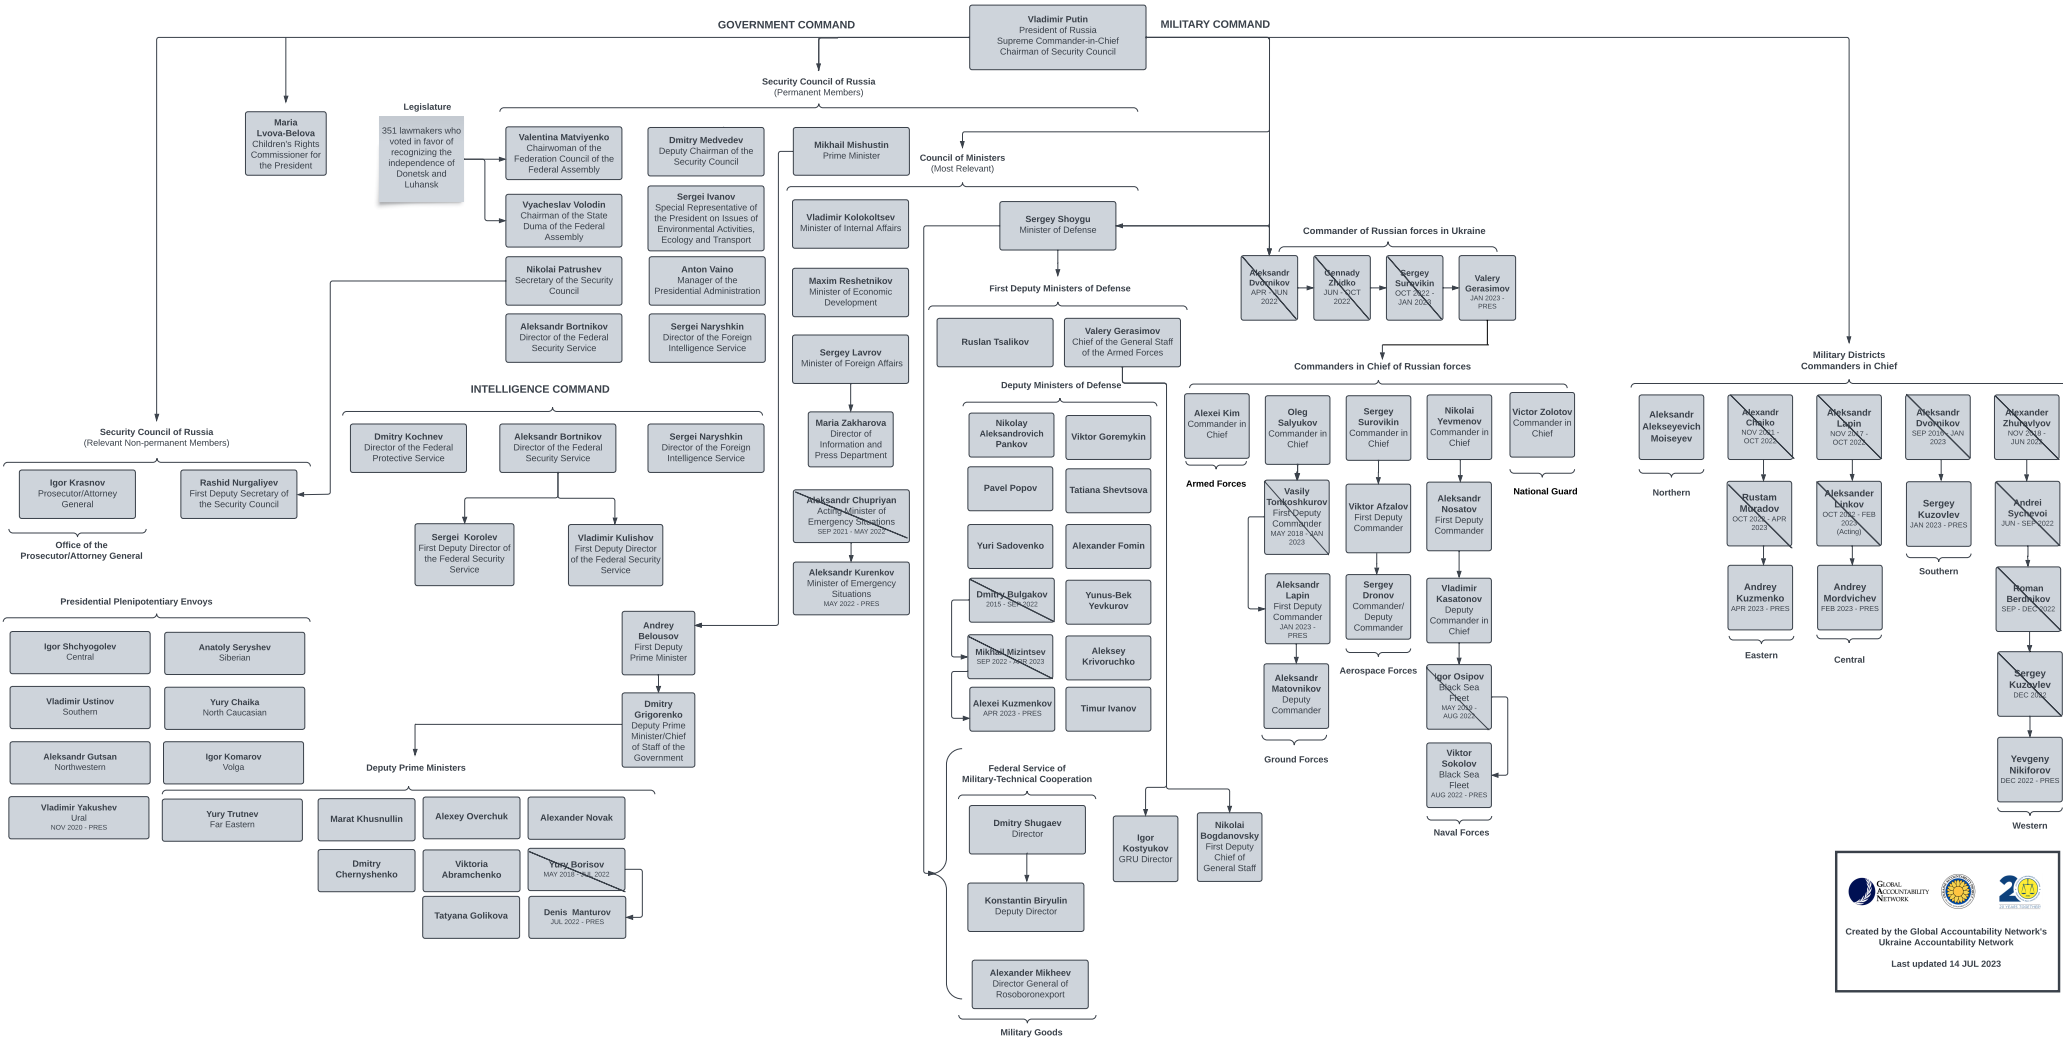 GOVERNMENT COMMAND
Vladimir Putin
President of Russia
Supreme Commander-in-Chief
Chairman of Security Council
MILITARY COMMAND
Security Council of Russia
(Permanent Members)
Maria
Lvova-Belova
Children's Rights
Commissioner for
the President
Legislature
351 lawmakers who
voted in favor of
recognizing the
independence of
Donetsk and
Luhansk
Valentina Matviyenko
Chairwoman of the
Federation Council of the
Federal Assembly
Dmitry Medvedev
Deputy Chairman of the
Security Council
Mikhail Mishustin
Prime Minister
Vyacheslav Volodin
Chairman of the State
Duma of the Federal
Assembly
Sergei Ivanov
Special Representative of
the President on Issues of
Environmental Activities,
Ecology and Transport
Nikolai Patrushev
Secretary of the Security
Council
Anton Vaino
Manager of the
Presidential Administration
Aleksandr Bortnikov
Director of the Federal
Security Service
Sergei Naryshkin
Director of the Foreign
Intelligence Service
Council of Ministers
(Most Relevant)
Vladimir Kolokoltsev
Minister of Internal Affairs
Maxim Reshetnikov
Minister of Economic
Development
Sergey Lavrov
Minister of Foreign Affairs
Maria Zakharova
Director of
Information and
Press Department
Aleksandr Chupriyan
Acting Minister of
Emergency Situations
SEP 2021 - MAY 2022
Aleksandr Kurenkov
Minister of Emergency
Situations
MAY 2022 - PRES
Sergey Shoygu
Minister of Defense
First Deputy Ministers of Defense
Ruslan Tsalikov
Valery Gerasimov
Chief of the General Staff
of the Armed Forces
Deputy Ministers of Defense
Nikolay
Aleksandrovich
Pankov
Viktor Goremykin
Pavel Popov
Tatiana Shevtsova
Yuri Sadovenko
Alexander Fomin
Dmitry Bulgakov
2015 - SEP 2022
Yunus-Bek
Yevkurov
Mikhail Mizintsev
SEP 2022 - APR 2023
Aleksey
Krivoruchko
Alexei Kuzmenkov
APR 2023 - PRES
Timur Ivanov
Federal Service of
Military-Technical Cooperation
Dmitry Shugaev
Director
Konstantin Biryulin
Deputy Director
Alexander Mikheev
Director General of
Rosoboronexport
Military Goods
Igor
Kostyukov
GRU Director
Nikolai
Bogdanovsky
First Deputy
Chief of
General Staff
Commander of Russian forces in Ukraine
Aleksandr
Dvornikov
APR - JUN
2022
Gennady
Zhidko
JUN - OCT
2022
Sergey
Surovikin
OCT 2022 -
JAN 2023
Valery
Gerasimov
JAN 2023 -
PRES
Commanders in Chief of Russian forces
Alexei Kim
Commander in
Chief
Armed Forces
Oleg
Salyukov
Commander in
Chief
Vasily
Tonkoshkurov
First Deputy
Commander
MAY 2018 - JAN
2023
Aleksandr
Lapin
First Deputy
Commander
JAN 2023 -
PRES
Aleksandr
Matovnikov
Deputy
Commander
Ground Forces
Sergey
Surovikin
Commander in
Chief
Viktor Afzalov
First Deputy
Commander
Sergey
Dronov
Commander/
Deputy
Commander
Aerospace Forces
Nikolai
Yevmenov
Commander in
Chief
Aleksandr
Nosatov
First Deputy
Commander
Vladimir
Kasatonov
Deputy
Commander in
Chief
Igor Osipov
Black Sea
Fleet
MAY 2019 -
AUG 2022
Viktor
Sokolov
Black Sea
Fleet
AUG 2022 - PRES
Naval Forces
Victor Zolotov
Commander in
Chief
National Guard
Military Districts
Commanders in Chief
Aleksandr
Alekseyevich
Moiseyev
Northern
Alexandr
Chaiko
NOV 2021 -
OCT 2022
Rustam
Muradov
OCT 2022 - APR
2023
Andrey
Kuzmenko
APR 2023 - PRES
Eastern
Aleksandr
Lapin
NOV 2017 -
OCT 2022
Aleksander
Linkov
OCT 2022 - FEB
2023
(Acting)
Andrey
Mordvichev
FEB 2023 - PRES
Central
Aleksandr
Dvornikov
SEP 2016 - JAN
2023
Sergey
Kuzovlev
JAN 2023 - PRES
Southern
Alexander
Zhuravlyov
NOV 2018 -
JUN 2022
Andrei
Sychevoi
JUN - SEP 2022
Roman
Berdnikov
SEP - DEC 2022
Sergey
Kuzovlev
DEC 2022
Yevgeny
Nikiforov
DEC 2022 - PRES
Western
INTELLIGENCE COMMAND
Dmitry Kochnev
Director of the Federal
Protective Service
Aleksandr Bortnikov
Director of the Federal
Security Service
Sergei Naryshkin
Director of the Foreign
Intelligence Service
Sergei Korolev
First Deputy Director of
the Federal Security
Service
Vladimir Kulishov
First Deputy Director
of the Federal Security
Service
Security Council of Russia
(Relevant Non-permanent Members)
Igor Krasnov
Prosecutor/Attorney
General
Rashid Nurgaliyev
First Deputy Secretary of
the Security Council
Office of the
Prosecutor/Attorney General
Presidential Plenipotentiary Envoys
Igor Shchyogolev
Central
Anatoly Seryshev
Siberian
Vladimir Ustinov
Southern
Yury Chaika
North Caucasian
Aleksandr Gutsan
Northwestern
Igor Komarov
Volga
Vladimir Yakushev
Ural
NOV 2020 - PRES
Yury Trutnev
Far Eastern
Andrey
Belousov
First Deputy
Prime Minister
Dmitry
Grigorenko
Deputy Prime
Minister/Chief
of Staff of the
Government
Deputy Prime Ministers
Marat Khusnullin
Alexey Overchuk
Alexander Novak
Dmitry
Chernyshenko
Viktoria
Abramchenko
Yury Borisov
MAY 2018 - JUL 2022
Tatyana Golikova
Denis Manturov
JUL 2022 - PRES
GLOBAL
ACCOUNTABILITY
NETWORK
Created by the Global Accountability Network's
Ukraine Accountability Network
Last updated 14 JUL 2023